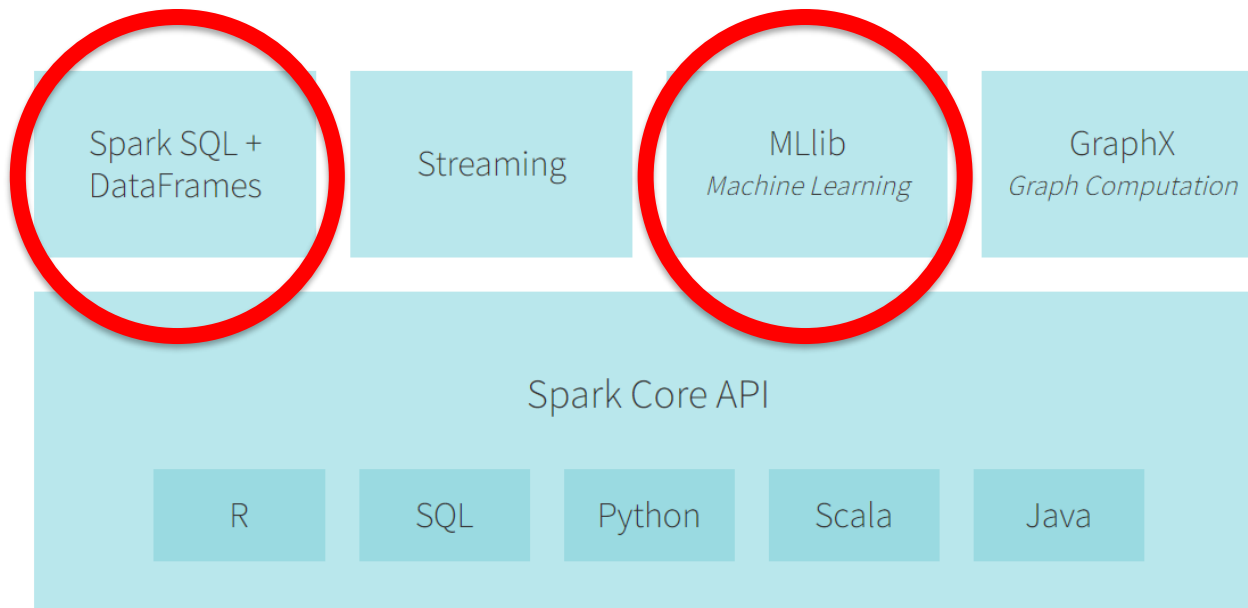 Spark SQL +
DataFrames
Streaming
MLlib
Machine Learning
GraphX
Graph Computation
Spark Core API
R
SQL
Python
Scala
Java